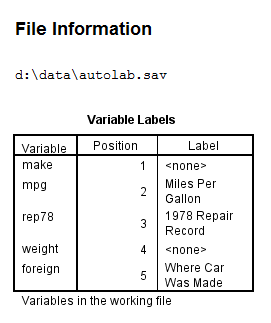 File Information
d:\data\autolab.sav
Variable Labels
Variable Position Label
make 1 <none>
mpg 2 Miles Per
Gallon
rep78 3 1978 Repair
Record
weight 4 <none>
foreign 5 Where Car
Was Made
Variables in the working file